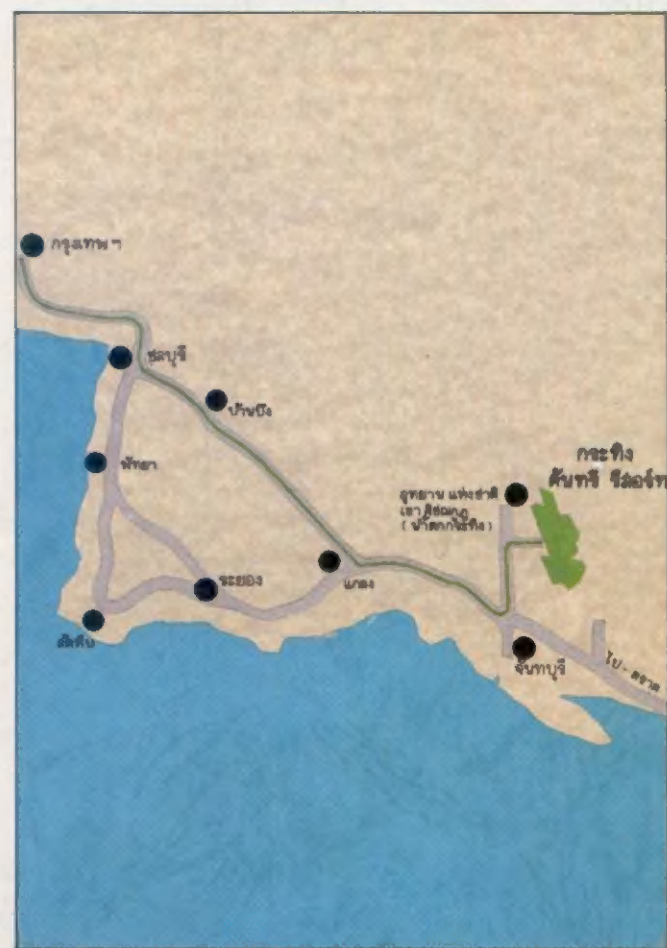 กรุงเทพฯ
ชลบุรี
บ้านบึง
พัทยา
กระทิง
คันทรี รีสอร์ท
อุทยานแห่งชาติ
เขาคิชฌกูฏ
(น้ำตกกระทิง)
ระยอง
แกลง
สัตหีบ
จันทบุรี
ไป-ตราด